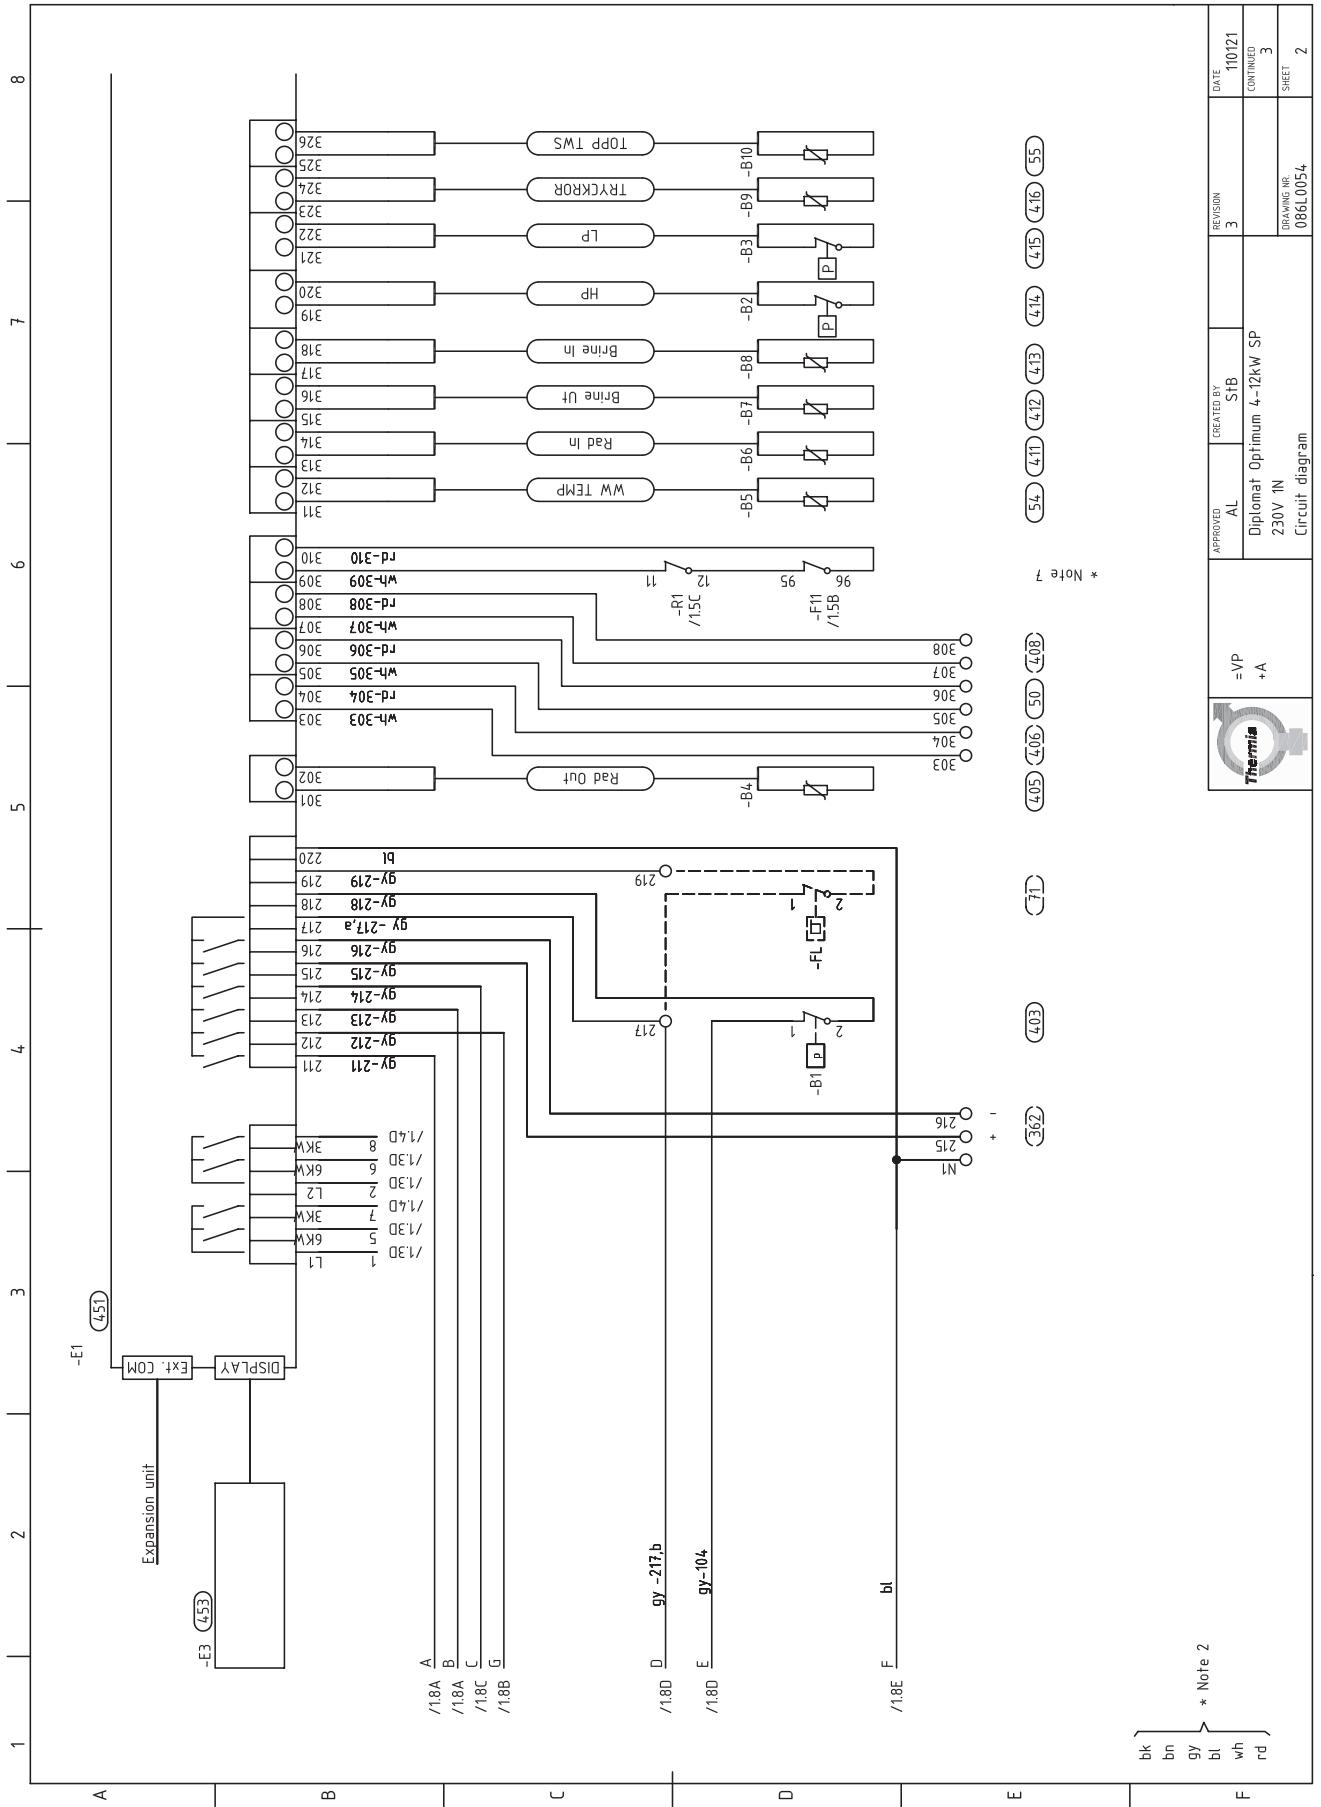 A
B
C
D
E
F
1
2
3
4
5
6
7
8
-E3
453
Expansion unit
-E1
451
Ext. COM
DISPLAY
L1
1
/1.3D
6KW
5
/1.3D
3KW
7
/1.4D
L2
2
6KW
6
/1.3D
3KW
8
/1.4D
211
gy-211
212
gy-212
213
gy-213
214
gy-214
215
gy-215
216
gy-216
217
gy - 217,a
218
gy-218
219
gy-219
220
bl
301
302
303
wh-303
304
rd-304
305
wh-305
306
rd-306
307
wh-307
308
rd-308
309
wh-309
310
rd-310
311
312
313
314
315
316
317
318
319
320
321
322
323
324
325
326
/1.8A
A
/1.8A
B
/1.8C
C
/1.8B
G
/1.8D
D
gy -217,b
/1.8D
E
gy-104
/1.8E
F
bl
217
219
-B1
P
1
2
-FL
1
2
Rad Out
-B4
-R1
/1.5C
11
12
-F11
/1.5B
95
96
WW TEMP
-B5
Rad In
-B6
Brine Ut
-B7
Brine In
-B8
HP
-B2
P
LP
-B3
P
TRYCKROR
-B9
TOPP TWS
-B10
N1
215
+
216
-
303
304
305
306
307
308
362
403
71
405
406
50
408
* Note 7
54
411
412
413
414
415
416
55
bk
bn
gy
bl
wh
rd
* Note 2
Thermia
=VP
+A
APPROVED
AL
CREATED BY
StB
REVISION
3
DATE
110121
Diplomat Optimum 4-12kW SP
230V 1N
Circuit diagram
CONTINUED
3
DRAWING NR.
086L0054
SHEET
2